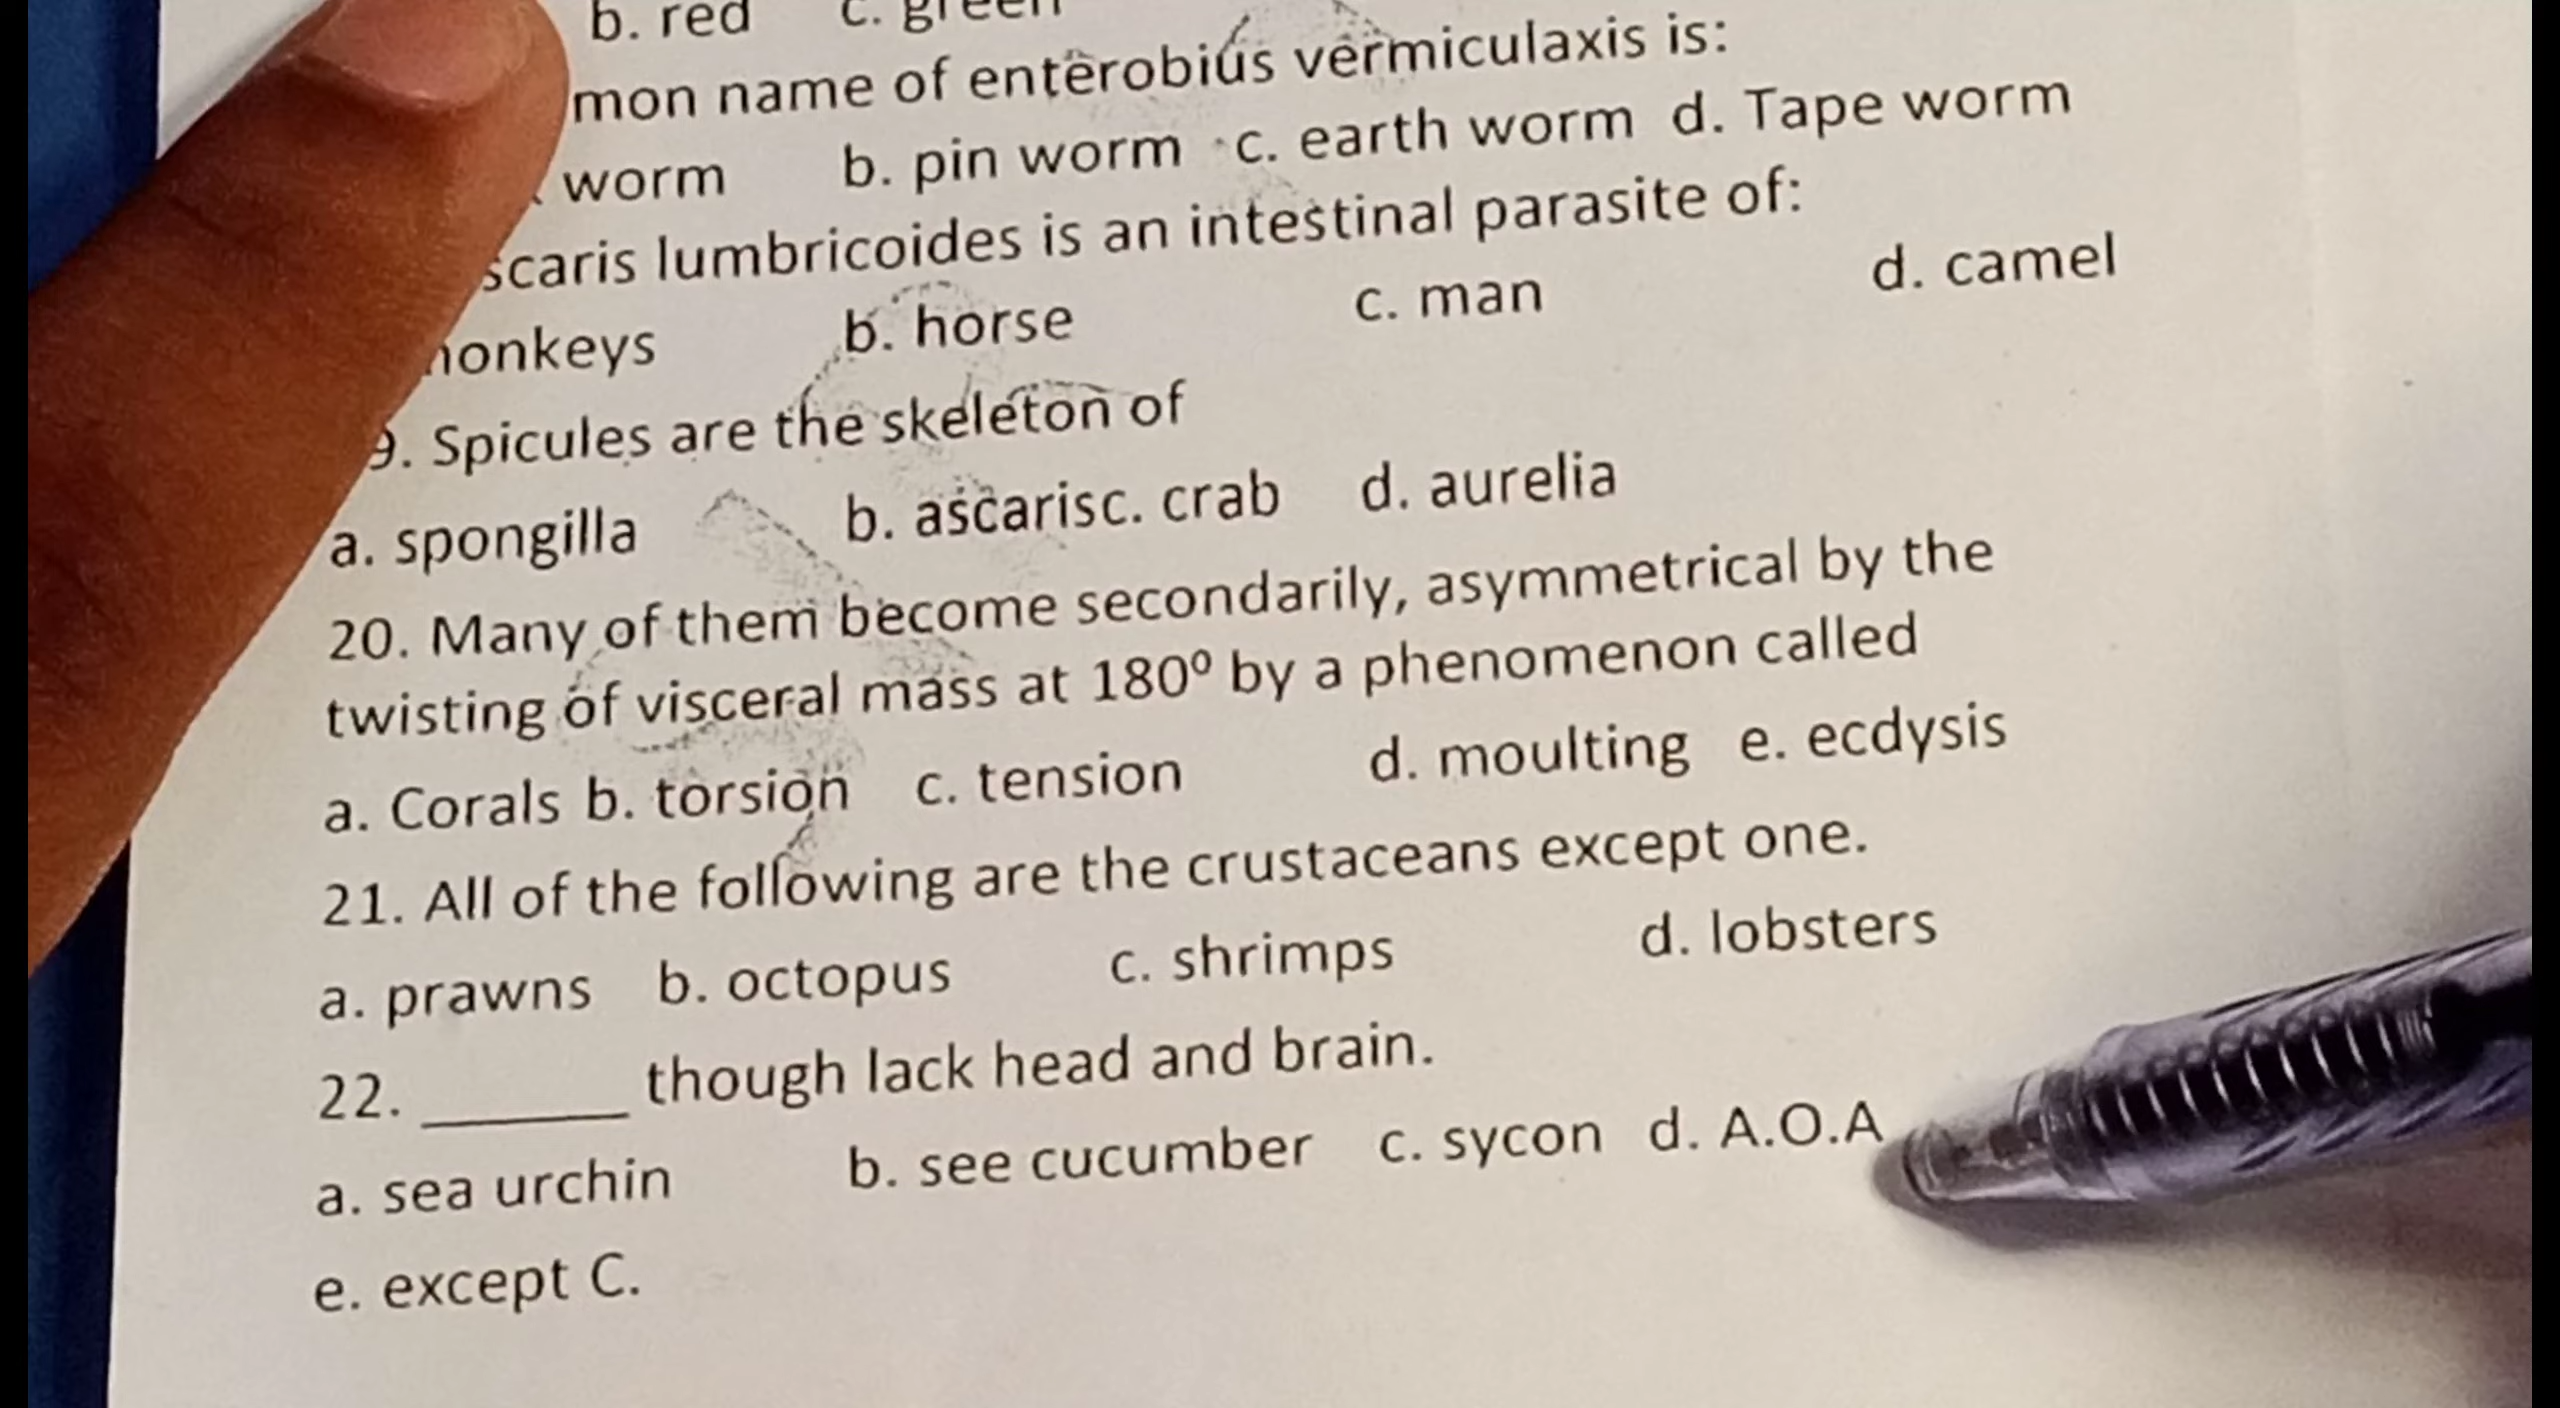 b. red c. green
mon name of enterobius vermiculaxis is:
worm b. pin worm c. earth worm d. Tape worm
scaris lumbricoides is an intestinal parasite of:
onkeys b. horse c. man d. camel
9. Spicules are the skeleton of
a. spongilla b. ascarisc. crab d. aurelia
20. Many of them become secondarily, asymmetrical by the
twisting of visceral mass at 180º by a phenomenon called
a. Corals b. torsion c. tension d. moulting e. ecdysis
21. All of the following are the crustaceans except one.
a. prawns b. octopus c. shrimps d. lobsters
22. ________ though lack head and brain.
a. sea urchin b. see cucumber c. sycon d. A.O.A
e. except C.